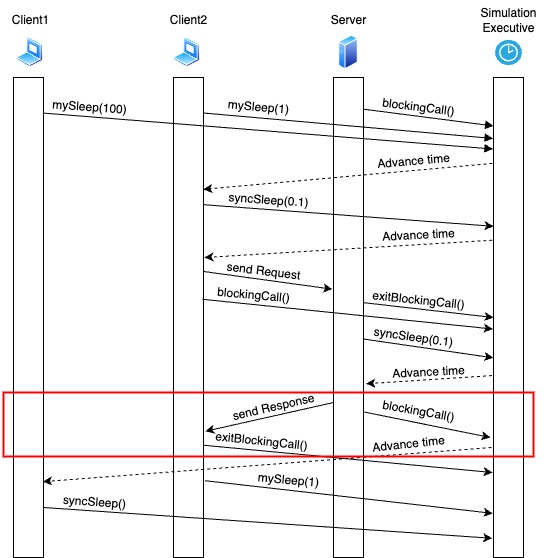 Client1
Client2
Server
Simulation
Executive
mySleep(100)
mySleep(1)
blockingCall()
Advance time
syncSleep(0.1)
Advance time
send Request
blockingCall()
exitBlockingCall()
syncSleep(0.1)
Advance time
send Response
blockingCall()
exitBlockingCall()
Advance time
mySleep(1)
syncSleep()